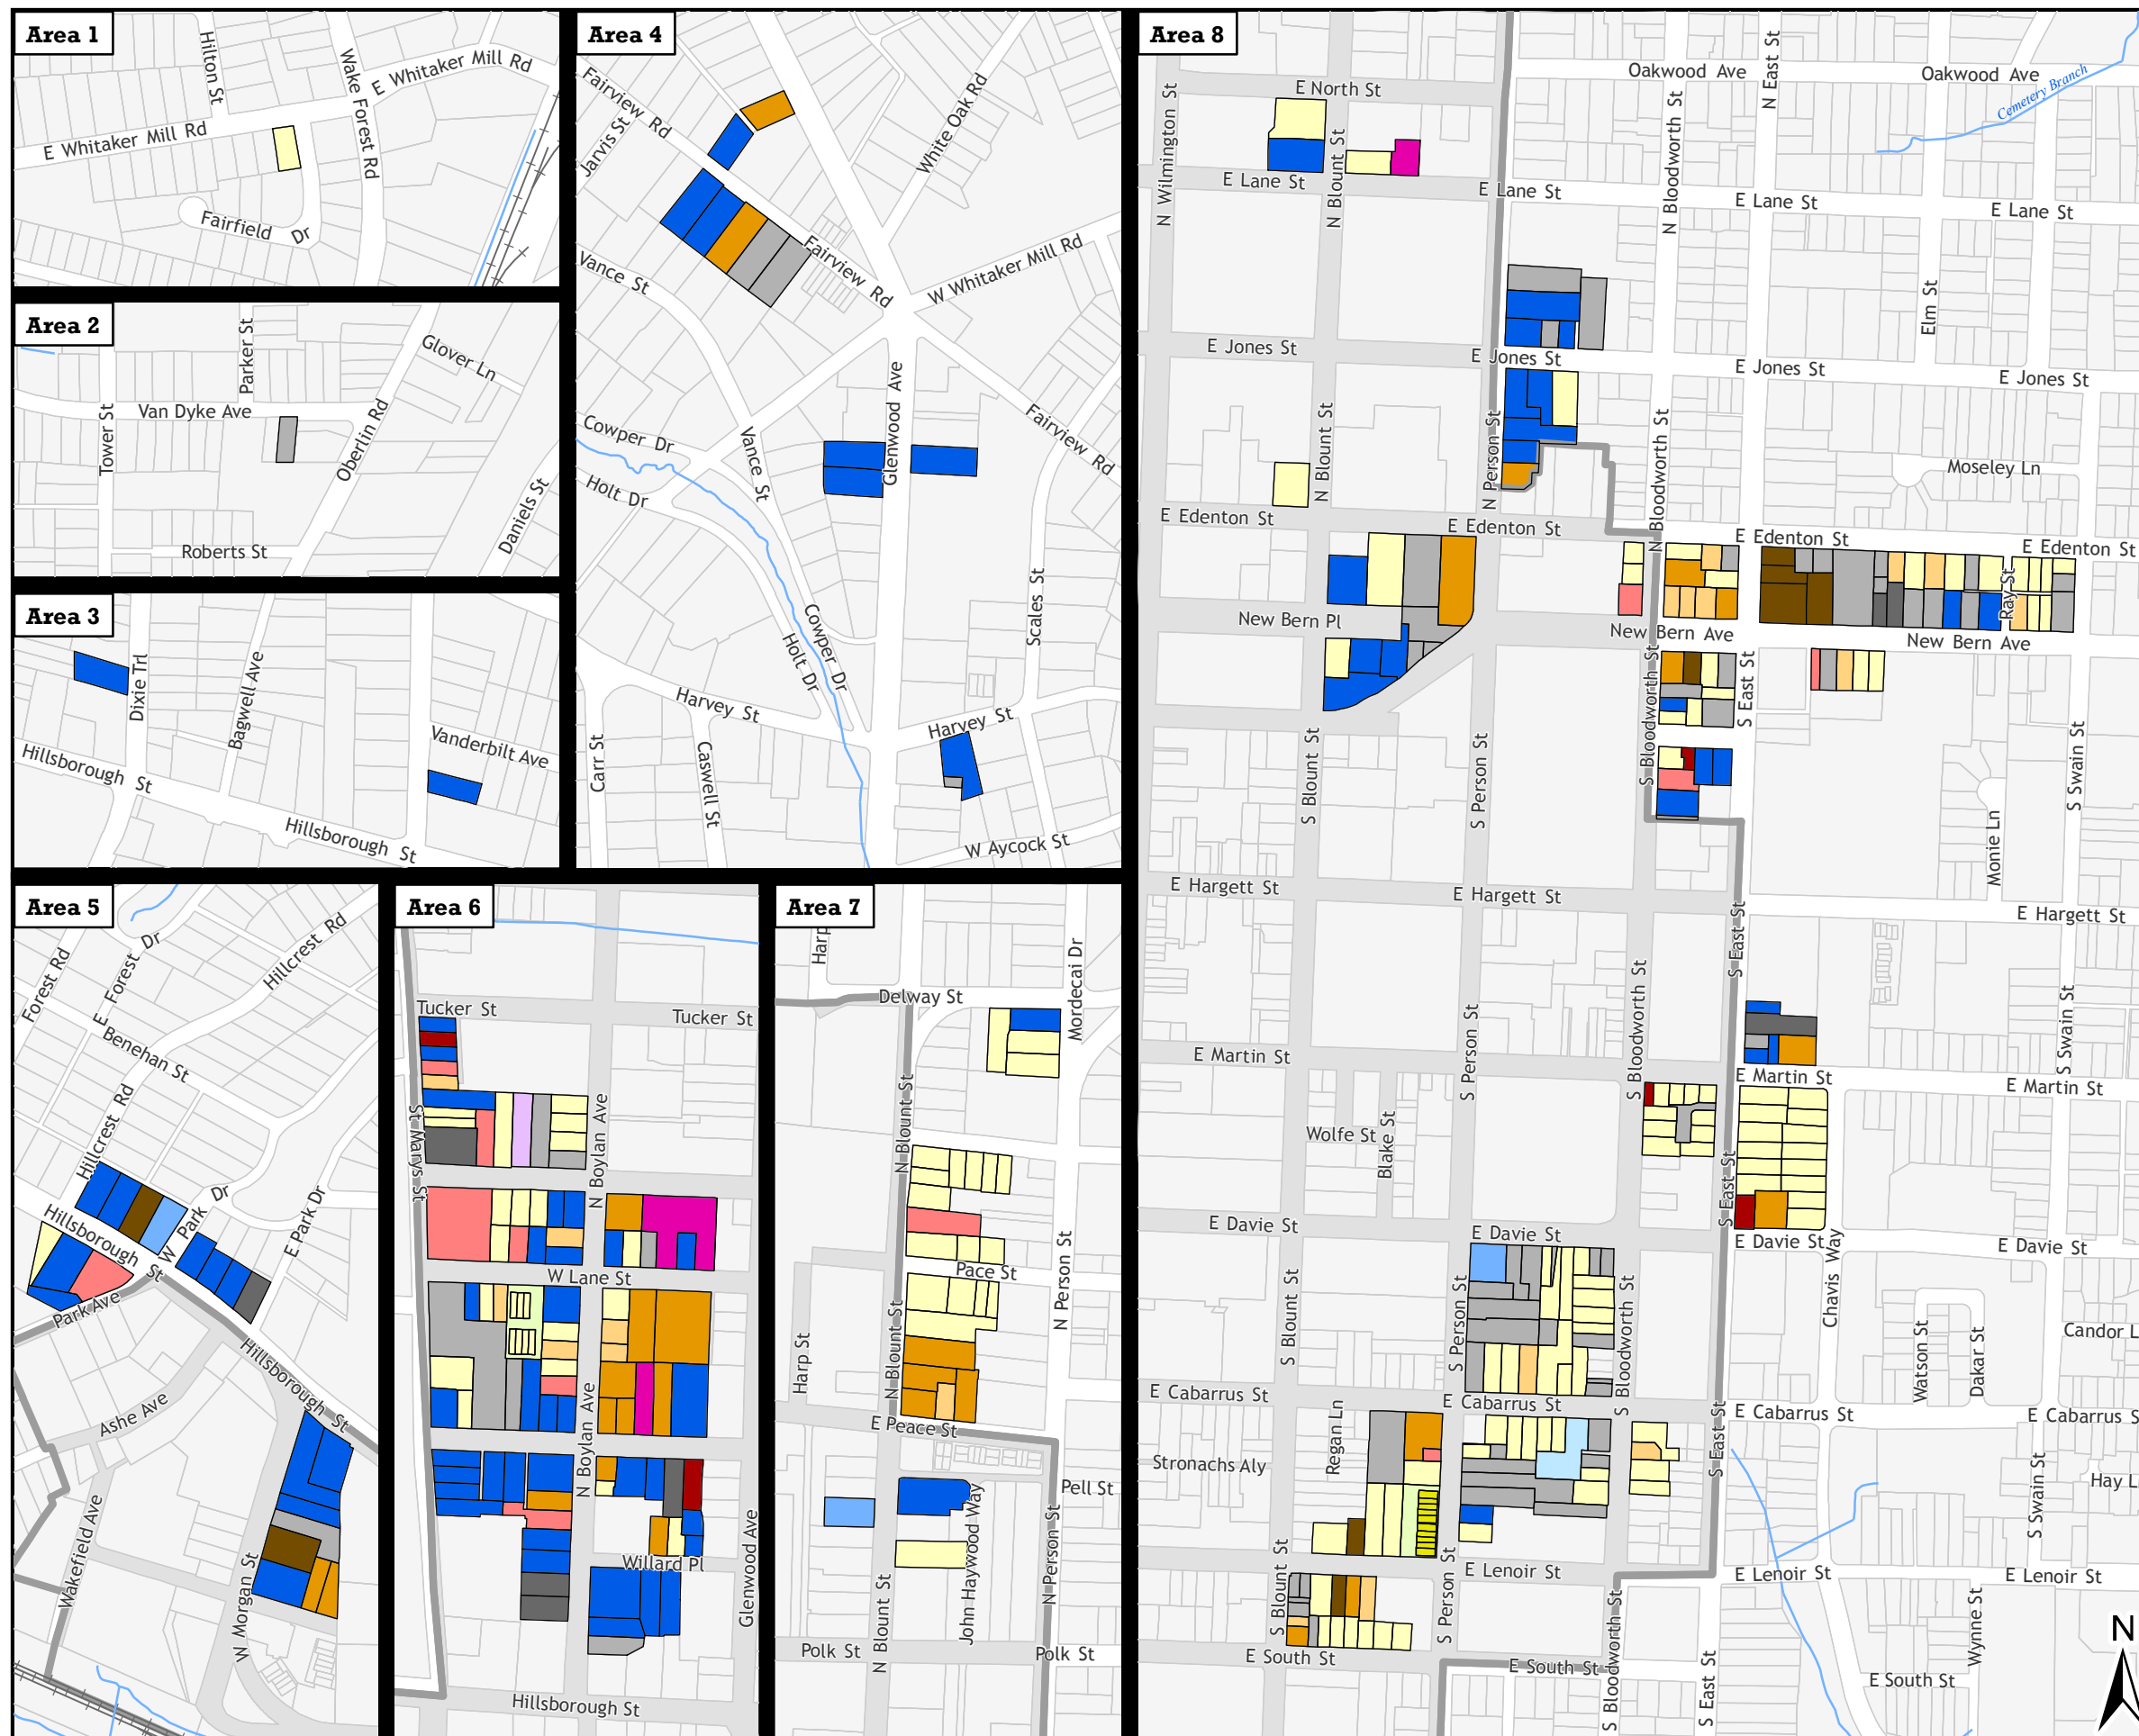 Area 1
Hilton St
Wake Forest Rd
E Whitaker Mill Rd
E Whitaker Mill Rd
Fairfield Dr
Area 2
Parker St
Glover Ln
Van Dyke Ave
Tower St
Oberlin Rd
Daniels St
Roberts St
Area 3
Dixie Trl
Bagwell Ave
Vanderbilt Ave
Hillsborough St
Hillsborough St
Area 4
Fairview Rd
Jarvis St
White Oak Rd
Fairview Rd
Vance St
W Whitaker Mill Rd
Glenwood Ave
Fairview Rd
Cowper Dr
Vance St
Holt Dr
Scales St
Cowper Dr
Holt Dr
Harvey St
Harvey St
Carr St
Caswell St
W Aycock St
Area 5
Forest Rd
E Forest Dr
Hillcrest Rd
Benehan St
Hillcrest Rd
W Park Dr
E Park Dr
Hillsborough St
Park Ave
Hillsborough St
Ashe Ave
Wakefield Ave
W Morgan St
Area 6
Tucker St
Tucker St
St Marys St
N Boylan Ave
W Lane St
N Boylan Ave
Willard Pl
Glenwood Ave
Hillsborough St
Area 7
Harp
Delway St
Mordecai Dr
N Blount St
Pace St
N Person St
Harp St
N Blount St
E Peace St
Pell St
John Haywood Way
N Person St
N Blount St
Polk St
Polk St
Area 8
N East St
Oakwood Ave
Oakwood Ave
Cemetery Branch
E North St
N Wilmington St
N Blount St
N Bloodworth St
E Lane St
E Lane St
E Lane St
E Lane St
Elm St
E Jones St
E Jones St
E Jones St
E Jones St
N Blount St
N Person St
N Bloodworth St
Moseley Ln
E Edenton St
E Edenton St
E Edenton St
E Edenton St
Ray St
New Bern Pl
New Bern Ave
New Bern Ave
S Bloodworth St
S East St
S Blount St
S Person St
S Swain St
Monie Ln
E Hargett St
E Hargett St
E Hargett St
S East St
S Bloodworth St
S Person St
S Swain St
E Martin St
E Martin St
E Martin St
Wolfe St
Blake St
S East St
E Davie St
E Davie St
E Davie St
E Davie St
Chavis Way
S Blount St
S Person St
S Bloodworth St
Watson St
Dakar St
Candor L
E Cabarrus St
E Cabarrus St
E Cabarrus St
E Cabarrus S
Regan Ln
Stronachs Aly
S East St
S Swain St
Hay L
S Blount St
S Person St
E Lenoir St
E Lenoir St
E Lenoir St
S Bloodworth St
Wynne St
E South St
E South St
S East St
E South St
N